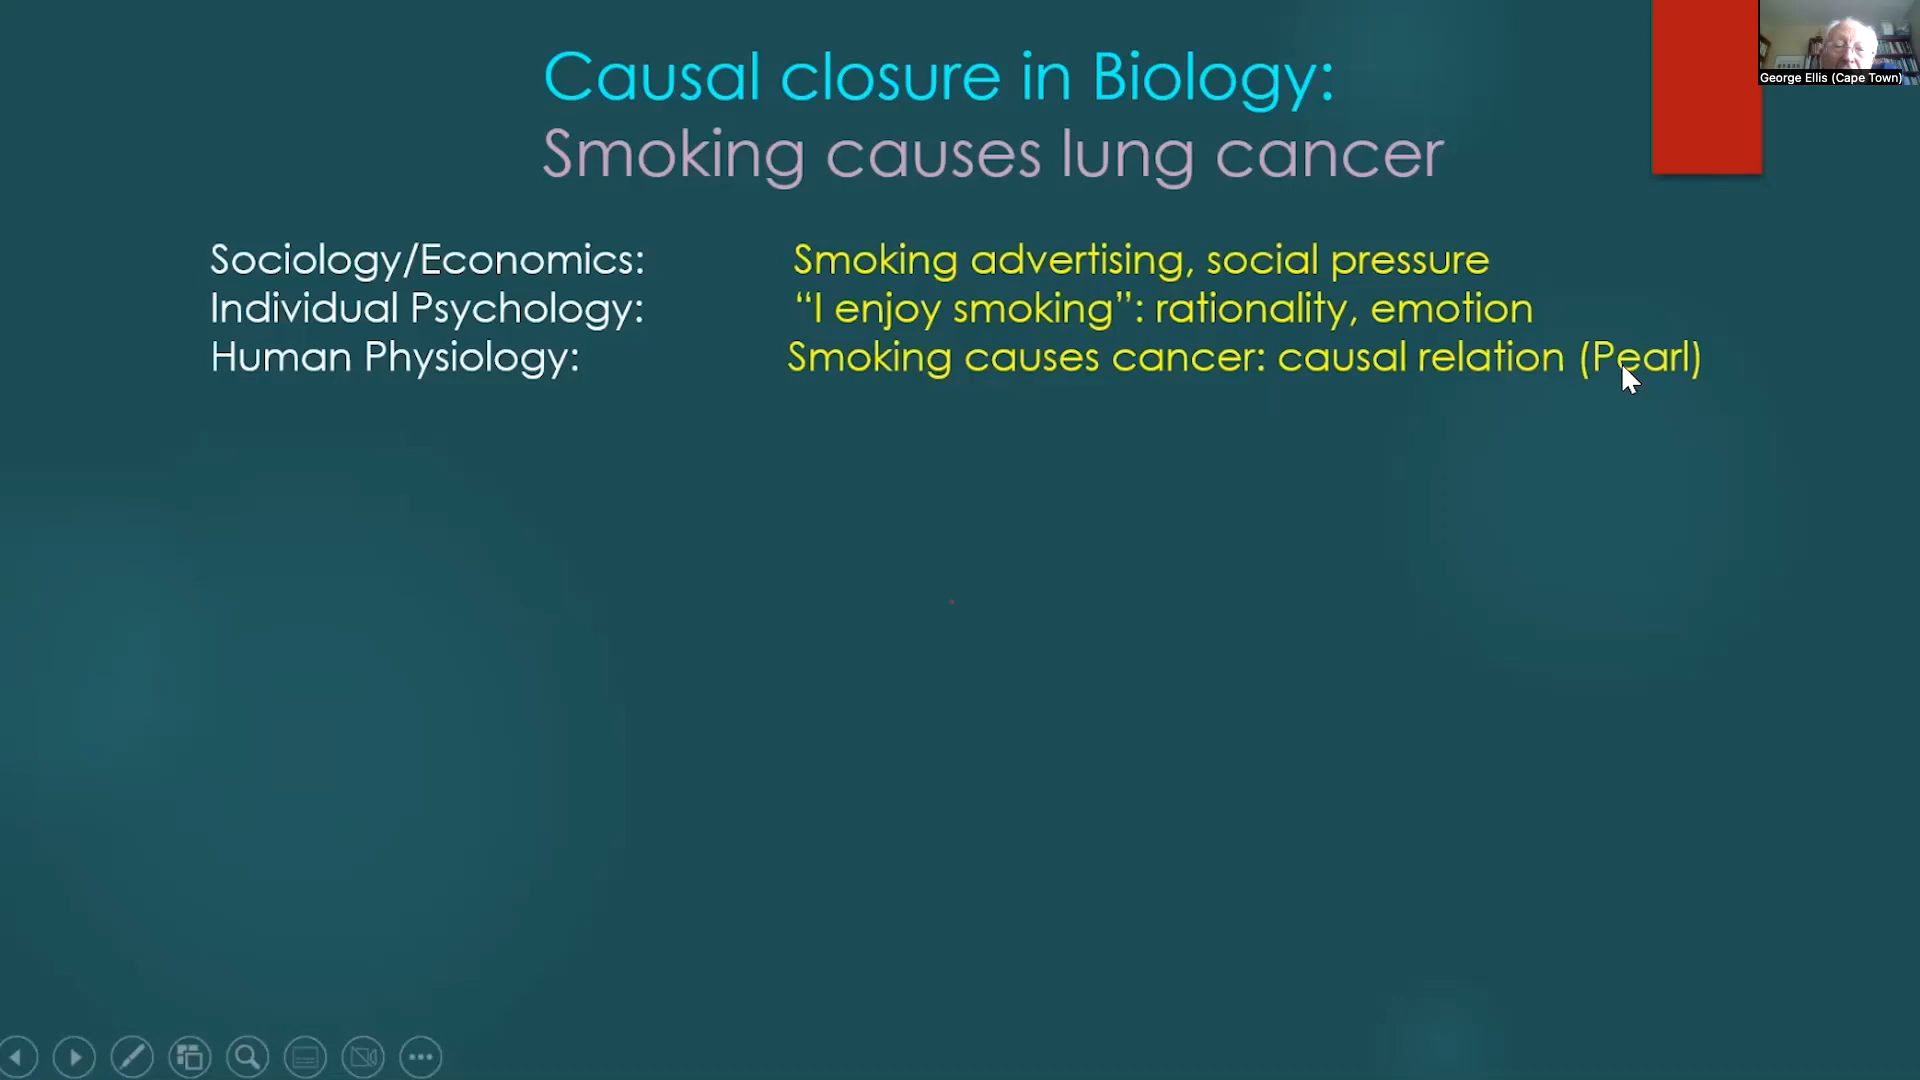 Causal closure in Biology:
Smoking causes lung cancer
George Ellis (Cape Town)
Sociology/Economics: Smoking advertising, social pressure
Individual Psychology: “I enjoy smoking”: rationality, emotion
Human Physiology: Smoking causes cancer: causal relation (Pearl)